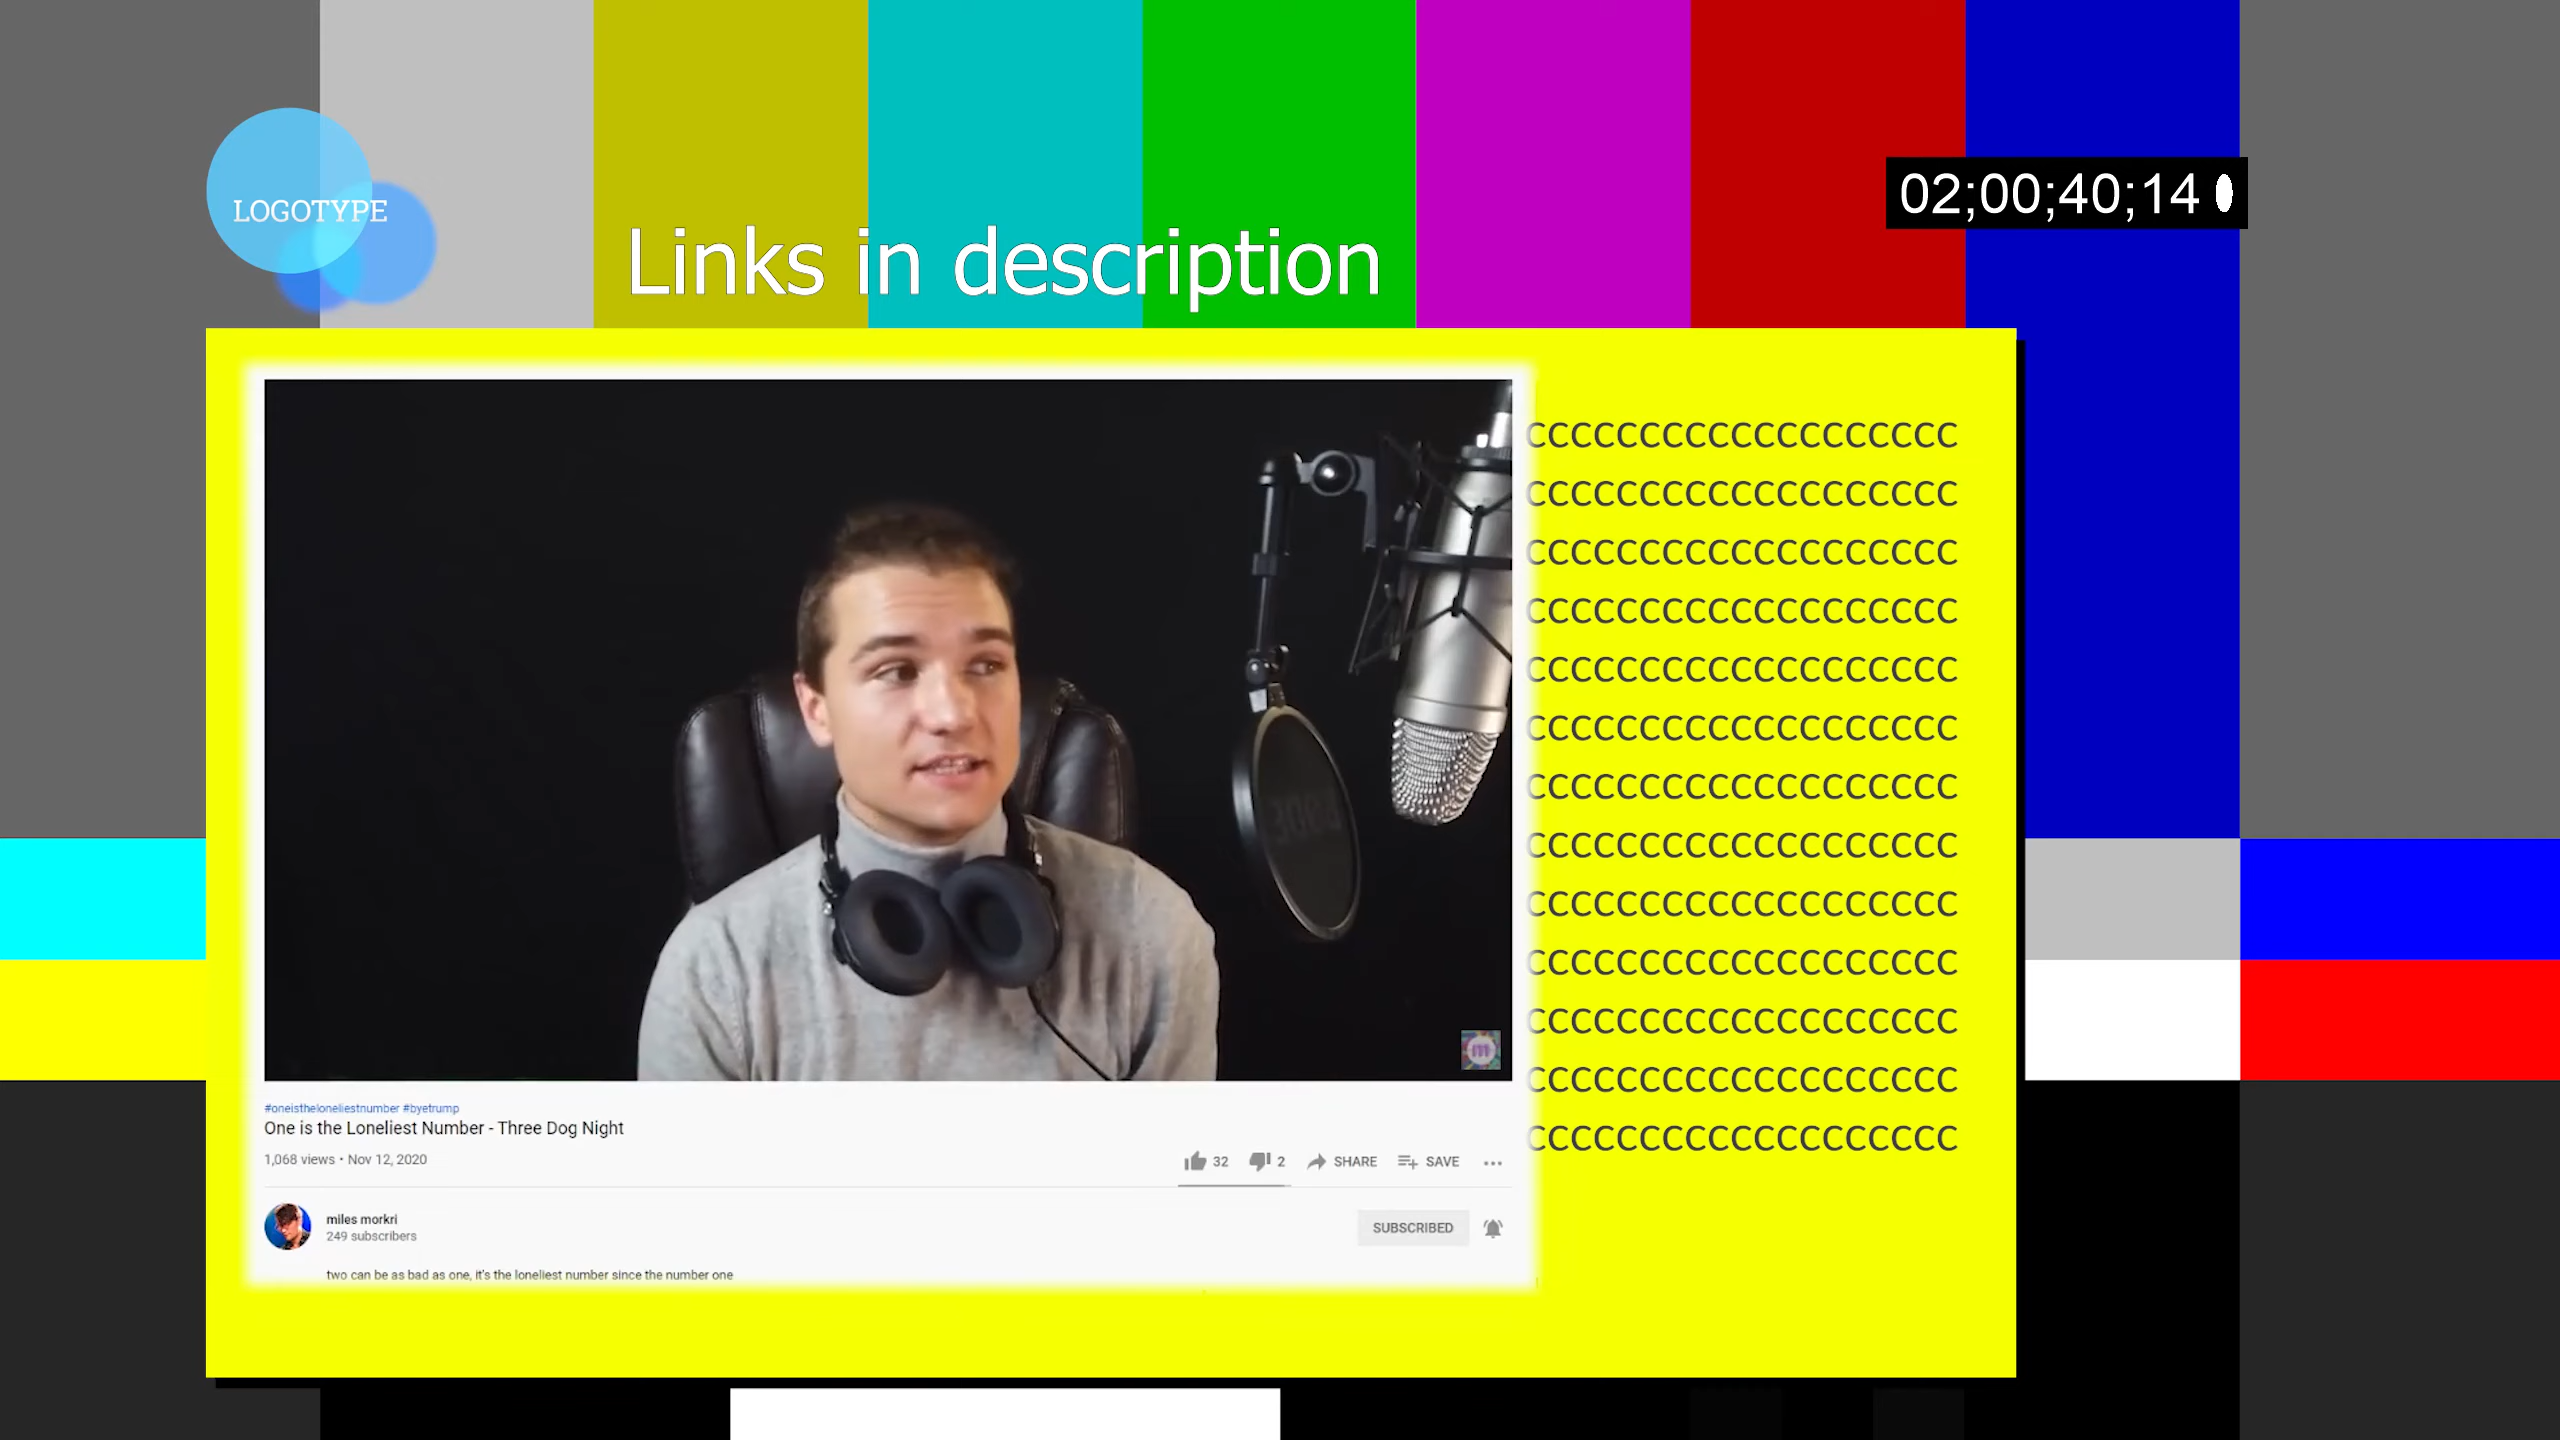 LOGOTYPE
02;00;40;14
Links in description
CCCCCCCCCCCCCCCCCCC
CCCCCCCCCCCCCCCCCCC
CCCCCCCCCCCCCCCCCCC
CCCCCCCCCCCCCCCCCCC
CCCCCCCCCCCCCCCCCCC
CCCCCCCCCCCCCCCCCCC
CCCCCCCCCCCCCCCCCCC
CCCCCCCCCCCCCCCCCCC
CCCCCCCCCCCCCCCCCCC
CCCCCCCCCCCCCCCCCCC
CCCCCCCCCCCCCCCCCCC
CCCCCCCCCCCCCCCCCCC
CCCCCCCCCCCCCCCCCCC
m
#oneistheloneliestnumber #byetrump
One is the Loneliest Number - Three Dog Night
1,068 views • Nov 12, 2020
32 2 SHARE SAVE
miles morkri
249 subscribers
SUBSCRIBED
two can be as bad as one, it's the loneliest number since the number one